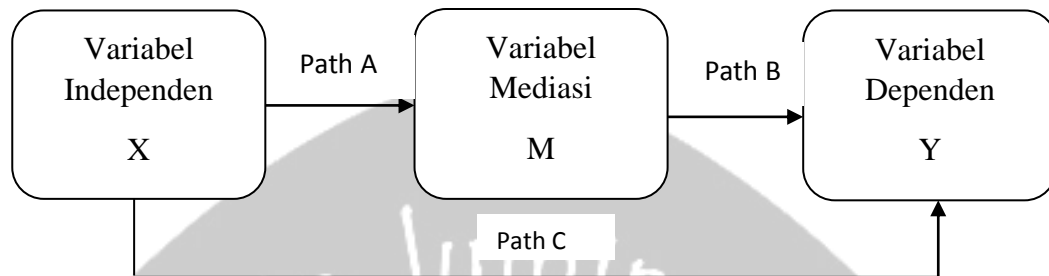 Variabel
Independen
X
Path A
Variabel
Mediasi
M
Path B
Variabel
Dependen
Y
Path C